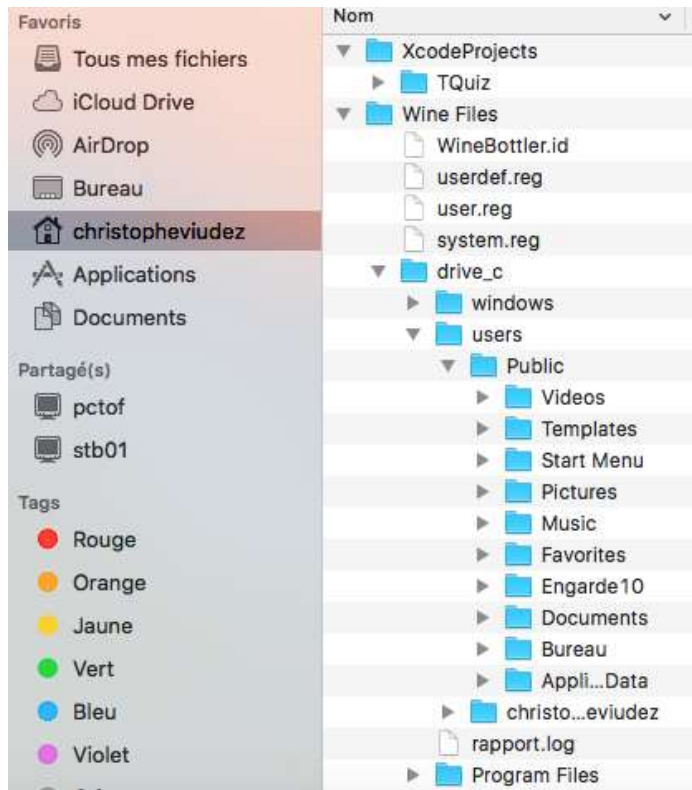 Favoris
Tous mes fichiers
iCloud Drive
AirDrop
Bureau
christopheviudez
Applications
Documents
Partagé(s)
pctof
stb01
Tags
Rouge
Orange
Jaune
Vert
Bleu
Violet
Nom
XcodeProjects
TQuiz
Wine Files
WineBottler.id
userdef.reg
user.reg
system.reg
drive_c
windows
users
Public
Videos
Templates
Start Menu
Pictures
Music
Favorites
Engarde10
Documents
Bureau
Appli...Data
christo...eviudez
rapport.log
Program Files